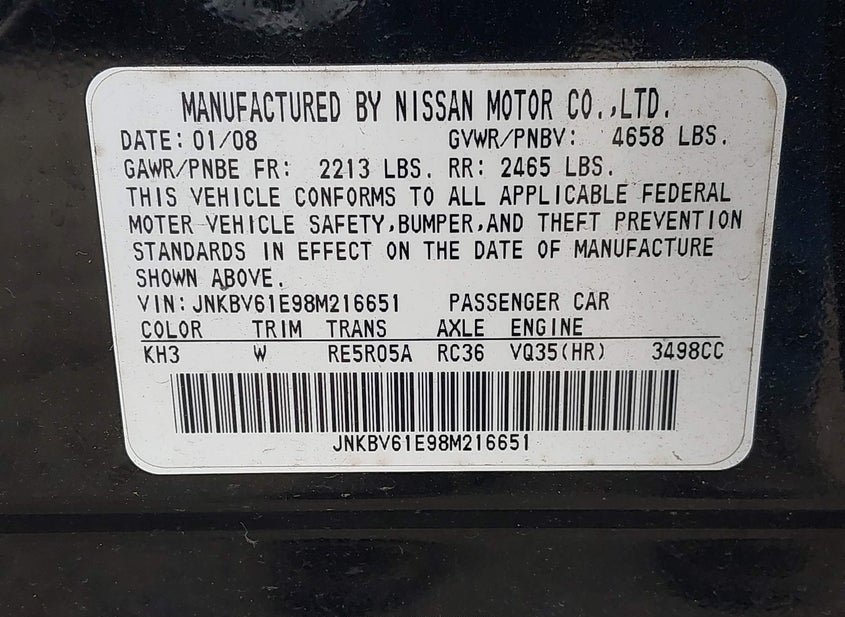 MANUFACTURED BY NISSAN MOTOR CO.,LTD.
DATE: 01/08 GVWR/PNBV: 4658 LBS.
GAWR/PNBE FR: 2213 LBS. RR: 2465 LBS.
THIS VEHICLE CONFORMS TO ALL APPLICABLE FEDERAL
MOTER VEHICLE SAFETY,BUMPER,AND THEFT PREVENTION
STANDARDS IN EFFECT ON THE DATE OF MANUFACTURE
SHOWN ABOVE.
VIN: JNKBV61E98M216651 PASSENGER CAR
COLOR TRIM TRANS AXLE ENGINE
KH3 W RE5R05A RC36 VQ35(HR) 3498CC
JNKBV61E98M216651